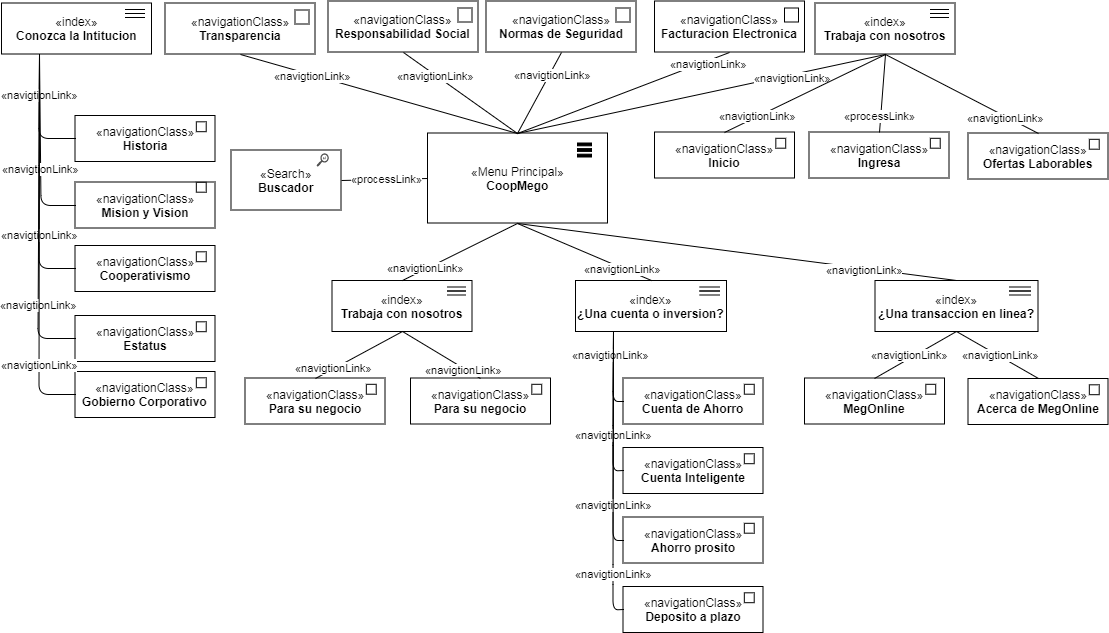 «index»
Conozca la Intitucion
«navigationClass»
Transparencia
«navigationClass»
Responsabilidad Social
«navigationClass»
Normas de Seguridad
«navigationClass»
Facturacion Electronica
«index»
Trabaja con nosotros
«navigtionLink»
«navigtionLink»
«navigtionLink»
«navigtionLink»
«navigtionLink»
«navigtionLink»
«navigtionLink»
«processLink»
«navigtionLink»
«navigationClass»
Historia
«navigtionLink»
«navigationClass»
Mision y Vision
«navigtionLink»
«navigationClass»
Cooperativismo
«navigtionLink»
«navigationClass»
Estatus
«navigtionLink»
«navigationClass»
Gobierno Corporativo
«Search»
Buscador
«processLink»
«Menu Principal»
CoopMego
«navigationClass»
Inicio
«navigationClass»
Ingresa
«navigationClass»
Ofertas Laborables
«navigtionLink»
«navigtionLink»
«navigtionLink»
«index»
Trabaja con nosotros
«index»
¿Una cuenta o inversion?
«index»
¿Una transaccion en linea?
«navigtionLink»
«navigtionLink»
«navigationClass»
Para su negocio
«navigationClass»
Para su negocio
«navigtionLink»
«navigationClass»
Cuenta de Ahorro
«navigtionLink»
«navigationClass»
Cuenta Inteligente
«navigtionLink»
«navigationClass»
Ahorro prosito
«navigtionLink»
«navigationClass»
Deposito a plazo
«navigtionLink»
«navigtionLink»
«navigationClass»
MegOnline
«navigationClass»
Acerca de MegOnline